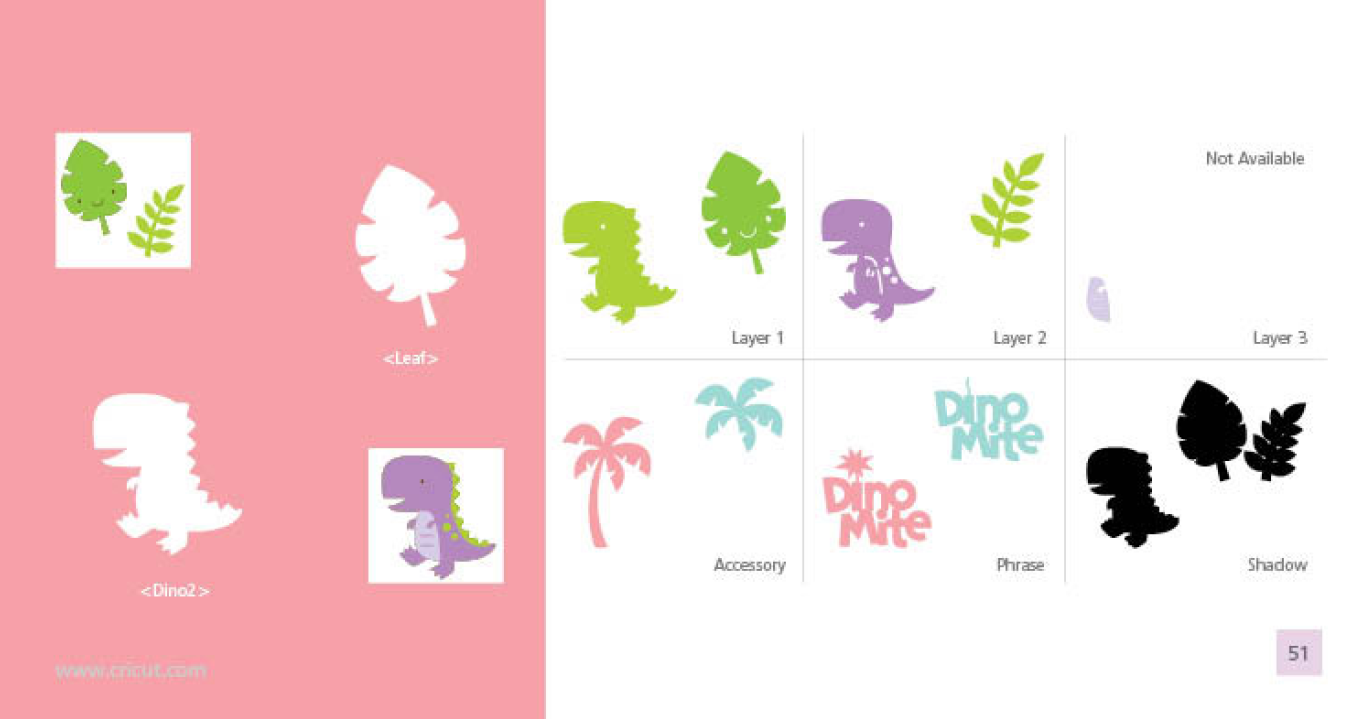 <Leaf>
<Dino2>
www.cricut.com
Not Available
Layer 1
Layer 2
Layer 3
Dino
Mite
Dino
Mite
Accessory
Phrase
Shadow
51